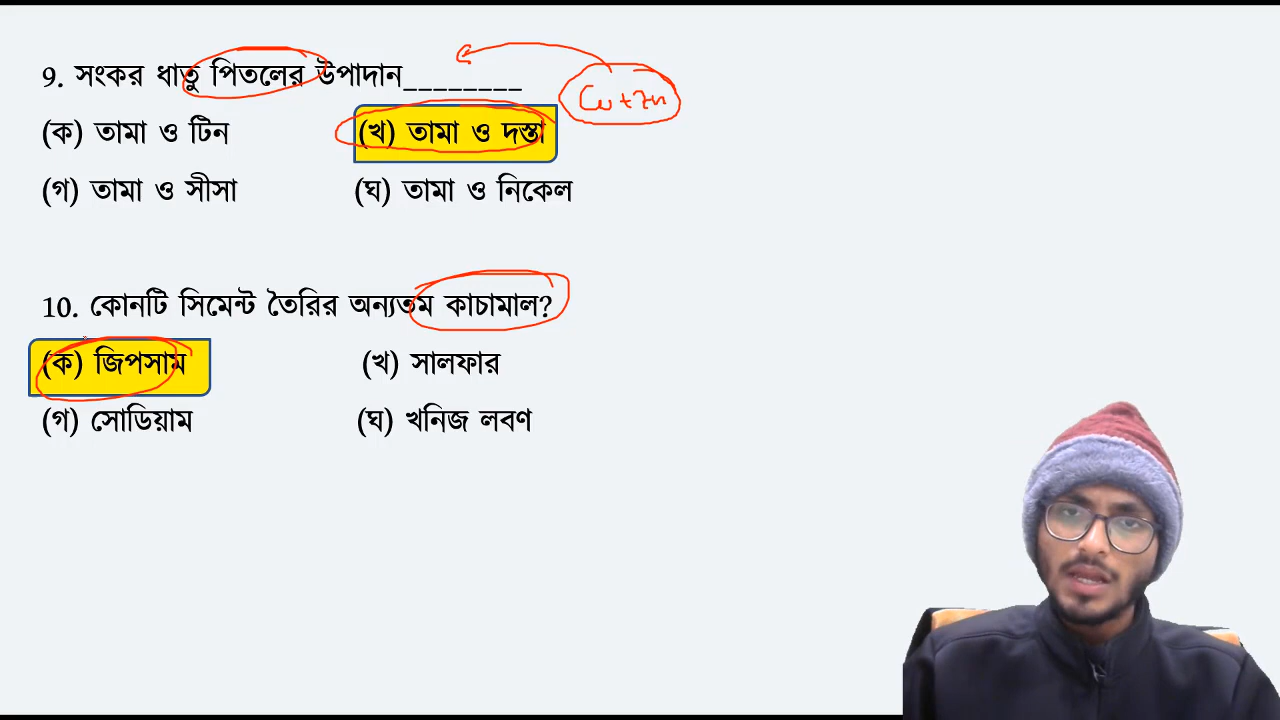 9. সংকর ধাতু পিতলের উপাদান________
Cu + Zn
(ক) তামা ও টিন (খ) তামা ও দস্তা
(গ) তামা ও সীসা (ঘ) তামা ও নিকেল
10. কোনটি সিমেন্ট তৈরির অন্যতম কাচামাল?
(ক) জিপসাম (খ) সালফার
(গ) সোডিয়াম (ঘ) খনিজ লবণ